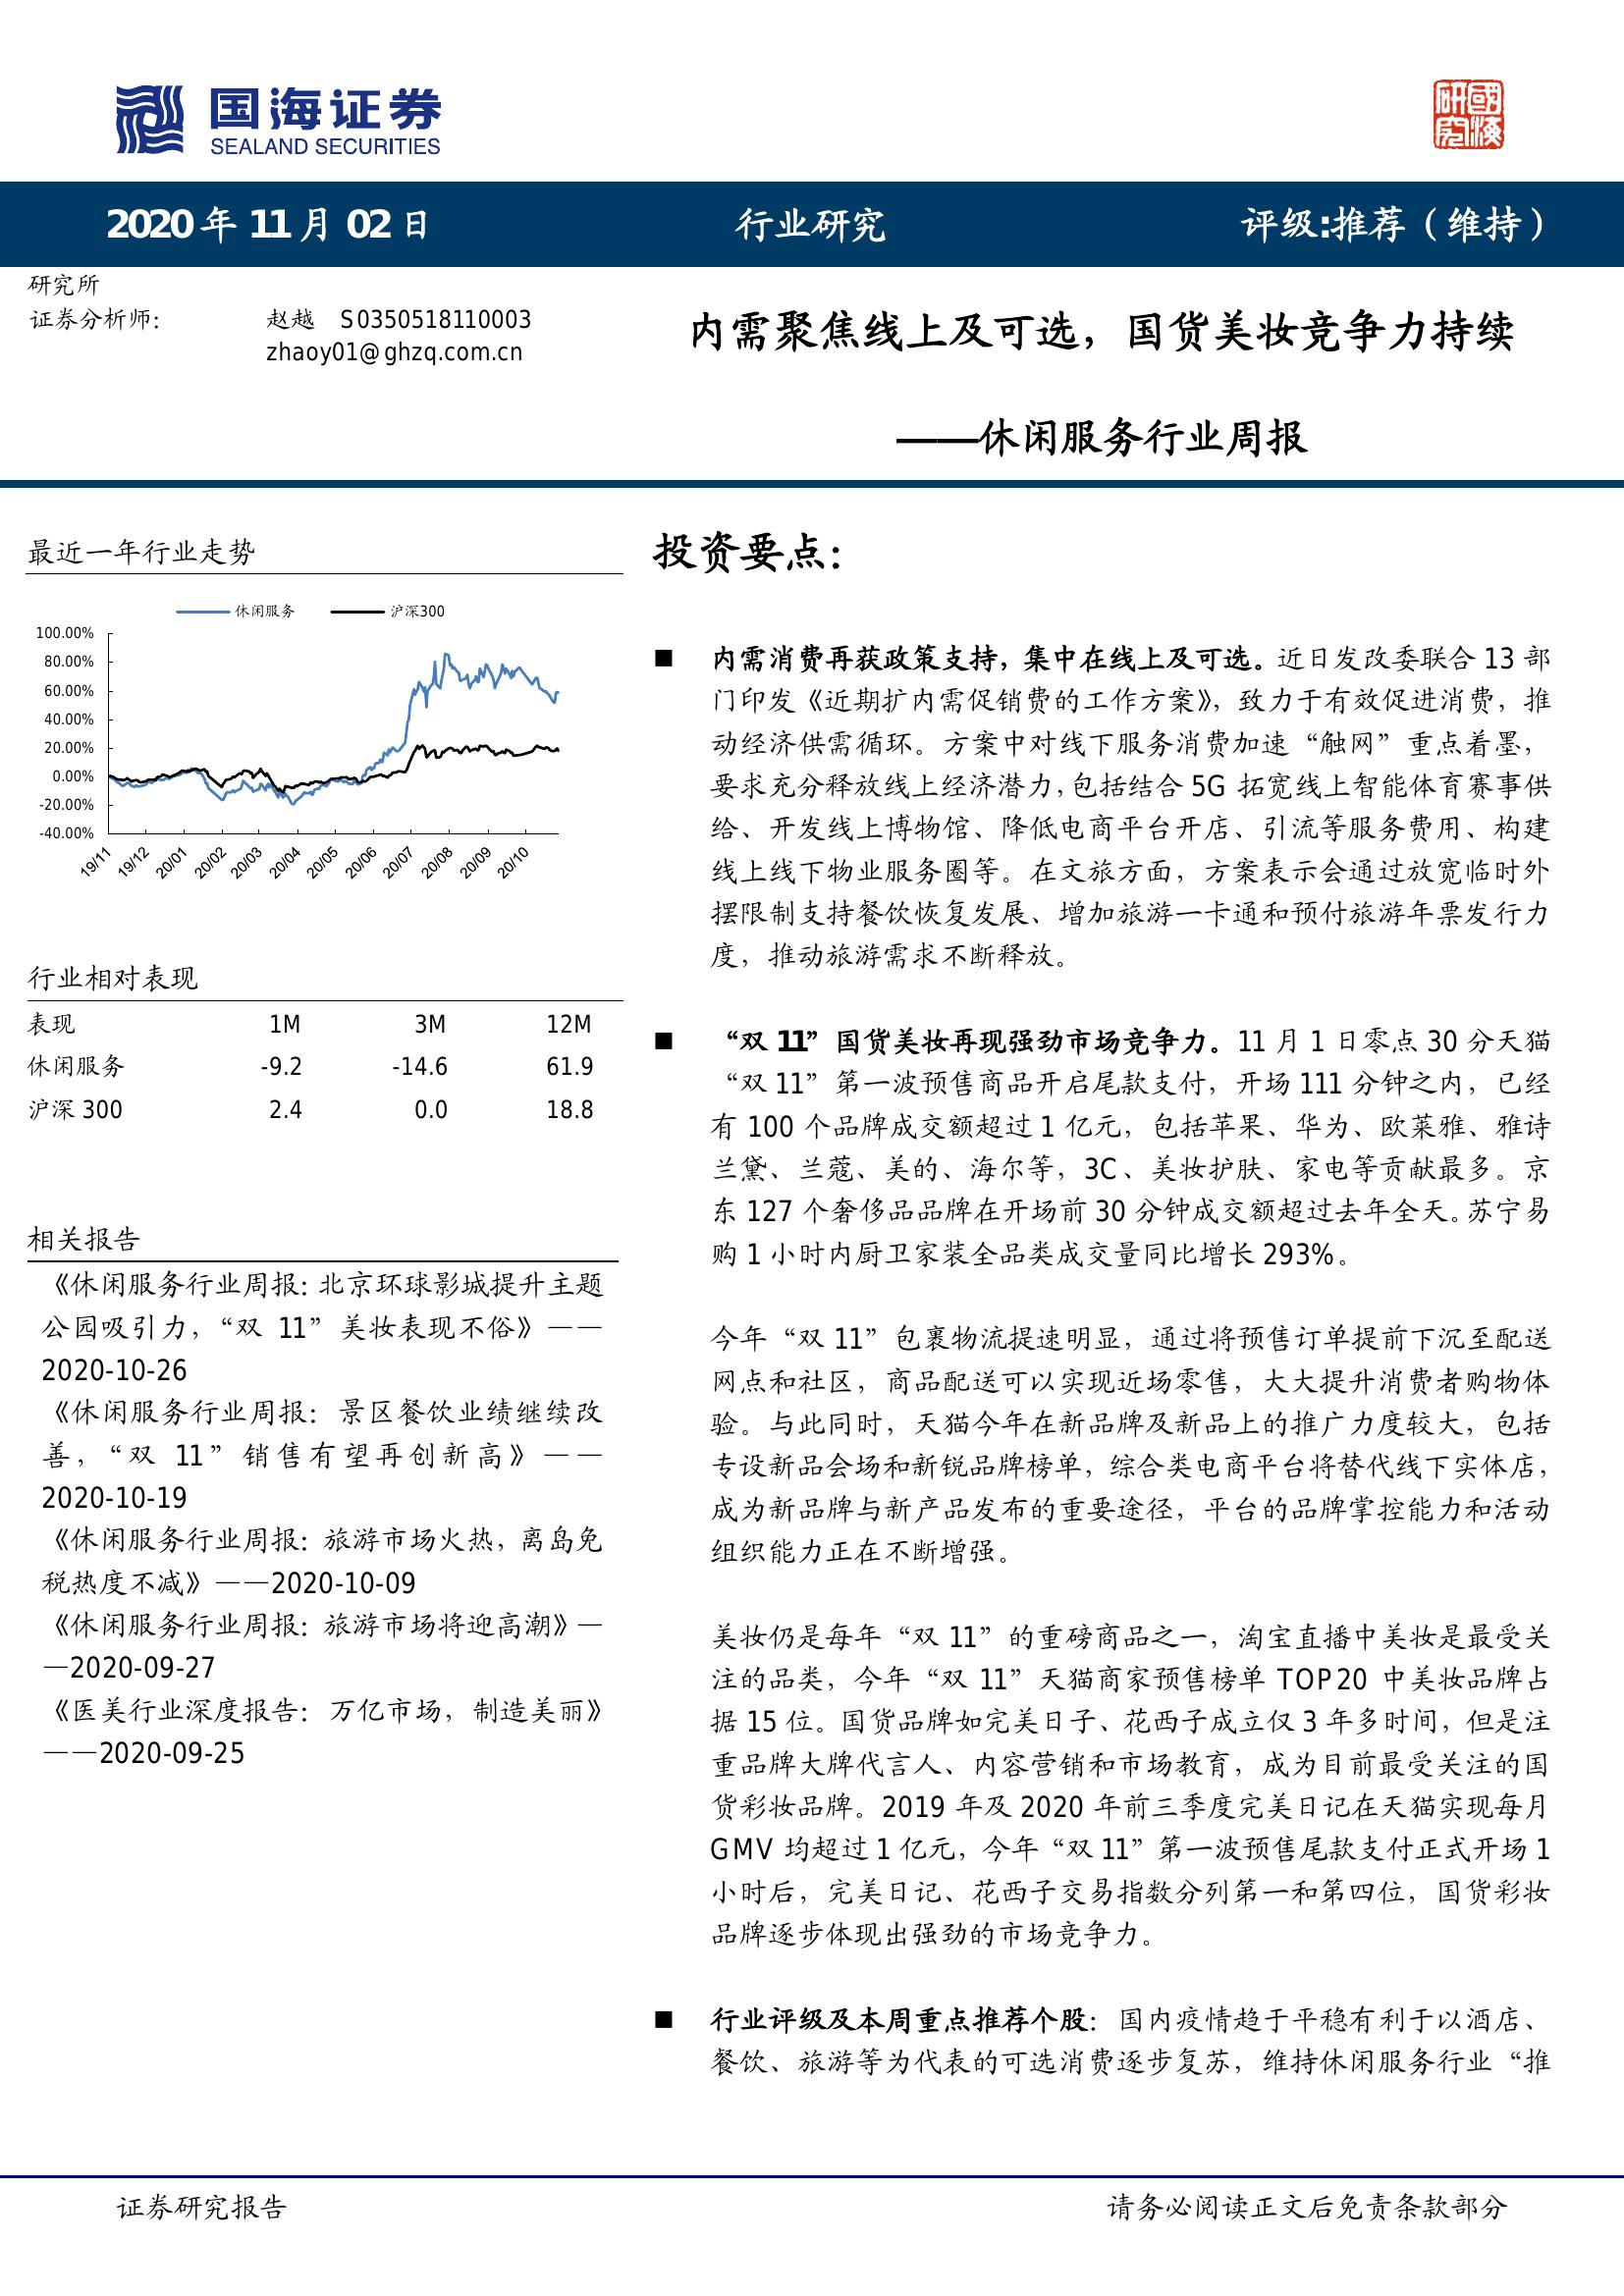 国海证券
SEALAND SECURITIES
國海研究
2020 年 11 月 02 日
行业研究
评级:推荐（维持）
研究所
证券分析师：
赵越 S0350518110003
zhaoy01@ghzq.com.cn
内需聚焦线上及可选，国货美妆竞争力持续
——休闲服务行业周报
最近一年行业走势
休闲服务 沪深300
100.00%
80.00%
60.00%
40.00%
20.00%
0.00%
-20.00%
-40.00%
19/11 19/12 20/01 20/02 20/03 20/04 20/05 20/06 20/07 20/08 20/09 20/10
行业相对表现
表现 1M 3M 12M
休闲服务 -9.2 -14.6 61.9
沪深 300 2.4 0.0 18.8
相关报告
《休闲服务行业周报：北京环球影城提升主题
公园吸引力，“双 11”美妆表现不俗》——
2020-10-26
《休闲服务行业周报：景区餐饮业绩继续改
善，“双 11”销售有望再创新高》——
2020-10-19
《休闲服务行业周报：旅游市场火热，离岛免
税热度不减》——2020-10-09
《休闲服务行业周报：旅游市场将迎高潮》—
—2020-09-27
《医美行业深度报告：万亿市场，制造美丽》
——2020-09-25
投资要点：
■ 内需消费再获政策支持，集中在线上及可选。近日发改委联合 13 部
门印发《近期扩内需促销费的工作方案》，致力于有效促进消费，推
动经济供需循环。方案中对线下服务消费加速“触网”重点着墨，
要求充分释放线上经济潜力，包括结合 5G 拓宽线上智能体育赛事供
给、开发线上博物馆、降低电商平台开店、引流等服务费用、构建
线上线下物业服务圈等。在文旅方面，方案表示会通过放宽临时外
摆限制支持餐饮恢复发展、增加旅游一卡通和预付旅游年票发行力
度，推动旅游需求不断释放。
■ “双 11”国货美妆再现强劲市场竞争力。11 月 1 日零点 30 分天猫
“双 11”第一波预售商品开启尾款支付，开场 111 分钟之内，已经
有 100 个品牌成交额超过 1 亿元，包括苹果、华为、欧莱雅、雅诗
兰黛、兰蔻、美的、海尔等，3C、美妆护肤、家电等贡献最多。京
东 127 个奢侈品品牌在开场前 30 分钟成交额超过去年全天。苏宁易
购 1 小时内厨卫家装全品类成交量同比增长 293%。
今年“双 11”包裹物流提速明显，通过将预售订单提前下沉至配送
网点和社区，商品配送可以实现近场零售，大大提升消费者购物体
验。与此同时，天猫今年在新品牌及新品上的推广力度较大，包括
专设新品会场和新锐品牌榜单，综合类电商平台将替代线下实体店，
成为新品牌与新产品发布的重要途径，平台的品牌掌控能力和活动
组织能力正在不断增强。
美妆仍是每年“双 11”的重磅商品之一，淘宝直播中美妆是最受关
注的品类，今年“双 11”天猫商家预售榜单 TOP20 中美妆品牌占
据 15 位。国货品牌如完美日子、花西子成立仅 3 年多时间，但是注
重品牌大牌代言人、内容营销和市场教育，成为目前最受关注的国
货彩妆品牌。2019 年及 2020 年前三季度完美日记在天猫实现每月
GMV 均超过 1 亿元，今年“双 11”第一波预售尾款支付正式开场 1
小时后，完美日记、花西子交易指数分列第一和第四位，国货彩妆
品牌逐步体现出强劲的市场竞争力。
■ 行业评级及本周重点推荐个股：国内疫情趋于平稳有利于以酒店、
餐饮、旅游等为代表的可选消费逐步复苏，维持休闲服务行业“推
证券研究报告
请务必阅读正文后免责条款部分